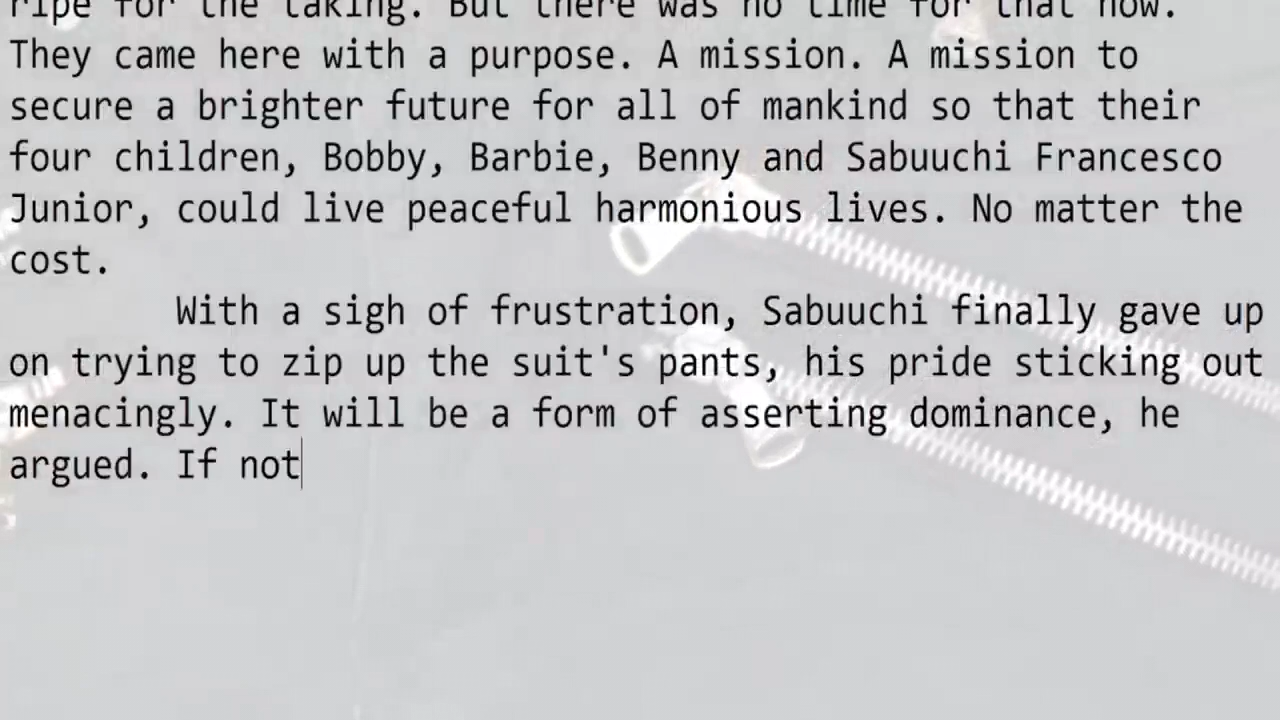 ripe for the taking. But there was no time for that now.
They came here with a purpose. A mission. A mission to
secure a brighter future for all of mankind so that their
four children, Bobby, Barbie, Benny and Sabuuchi Francesco
Junior, could live peaceful harmonious lives. No matter the
cost.
With a sigh of frustration, Sabuuchi finally gave up
on trying to zip up the suit's pants, his pride sticking out
menacingly. It will be a form of asserting dominance, he
argued. If not